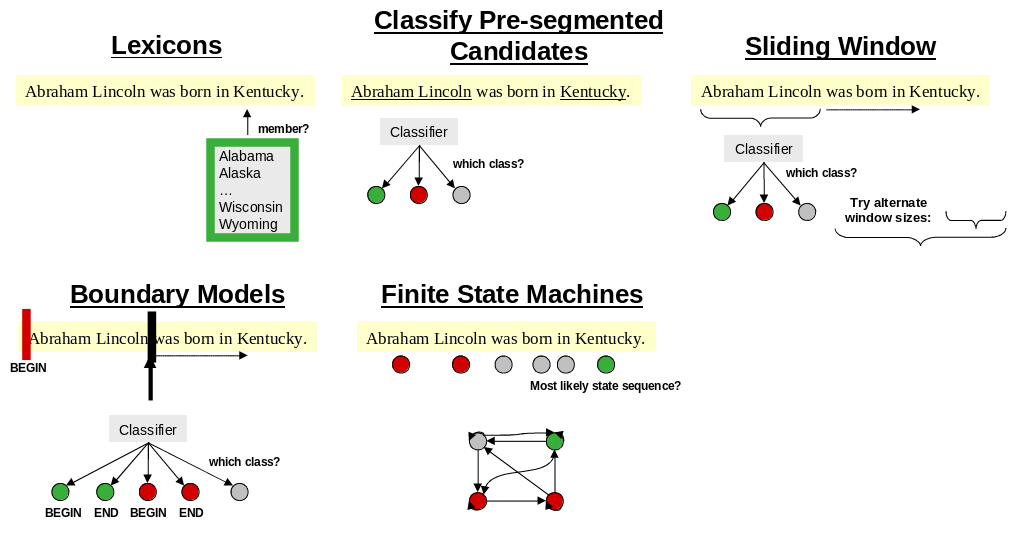 Lexicons
Abraham Lincoln was born in Kentucky.
member?
Alabama
Alaska
…
Wisconsin
Wyoming
Classify Pre-segmented
Candidates
Abraham Lincoln was born in Kentucky.
Classifier
which class?
Sliding Window
Abraham Lincoln was born in Kentucky.
Classifier
which class?
Try alternate
window sizes:
Boundary Models
Abraham Lincoln was born in Kentucky.
BEGIN
Classifier
which class?
BEGIN END BEGIN END
Finite State Machines
Abraham Lincoln was born in Kentucky.
Most likely state sequence?